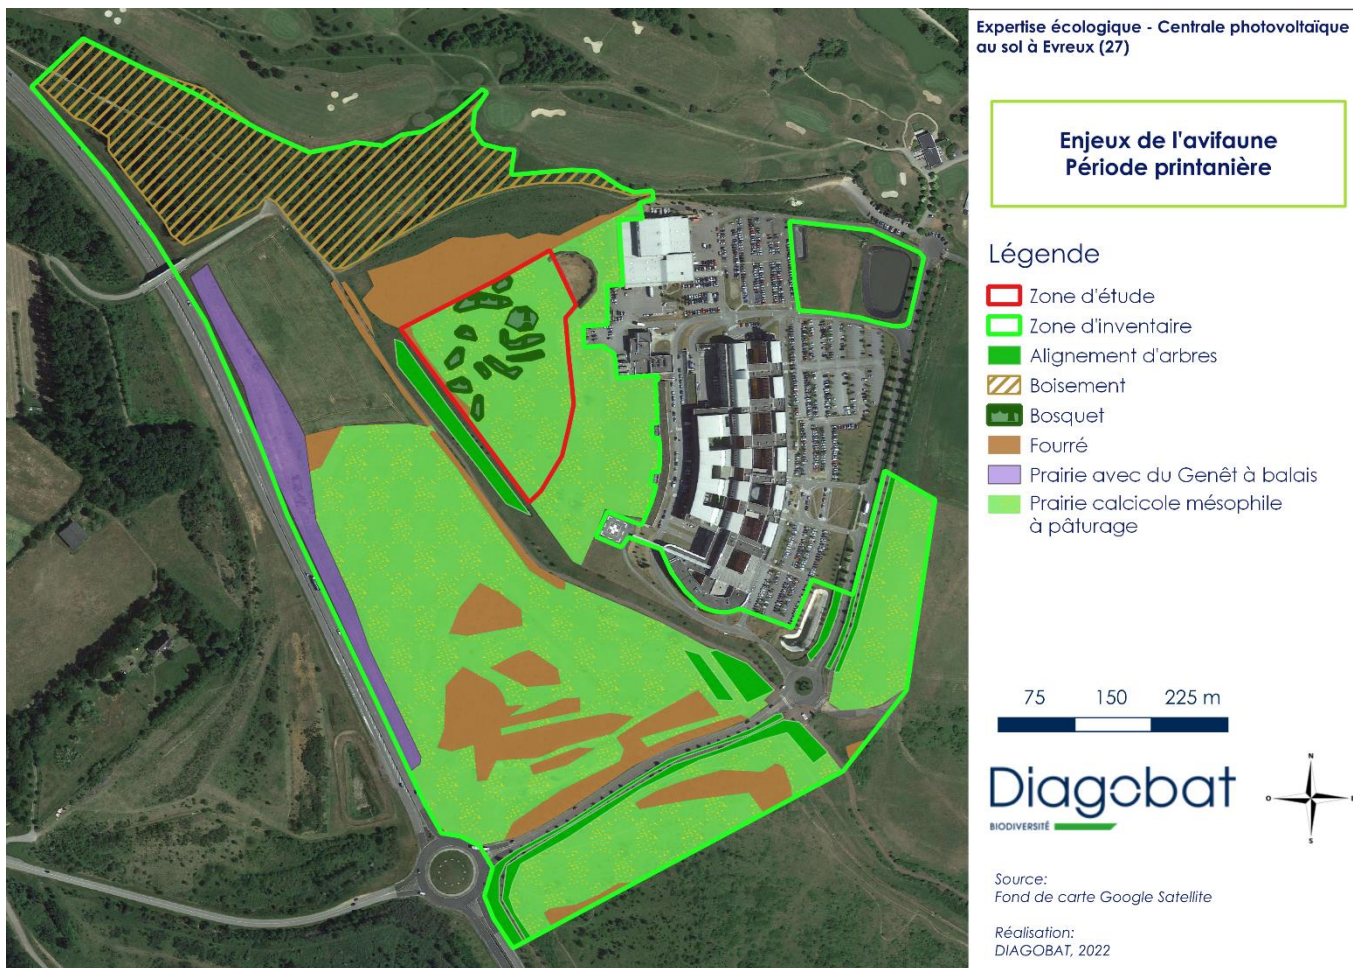 Expertise écologique - Centrale photovoltaïque
au sol à Evreux (27)
Enjeux de l'avifaune
Période printanière
Légende
Zone d'étude
Zone d'inventaire
Alignement d'arbres
Boisement
Bosquet
Fourré
Prairie avec du Genêt à balais
Prairie calcicole mésophile
à pâturage
75 150 225 m
Diagobat
BIODIVERSITÉ
N
O
S
Source:
Fond de carte Google Satellite
Réalisation:
DIAGOBAT, 2022